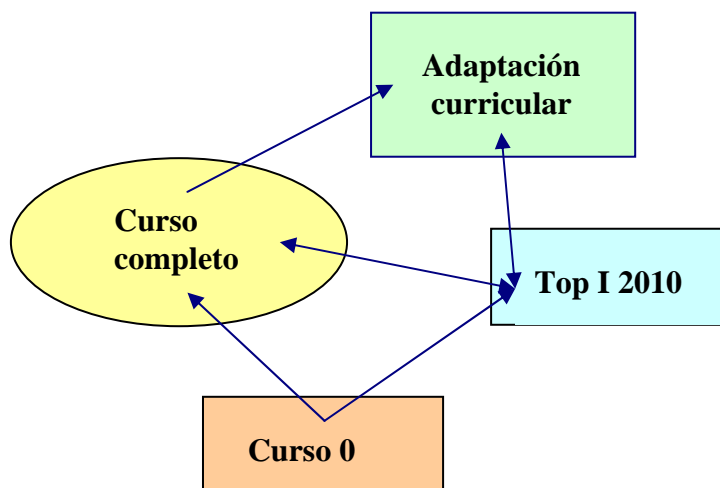 Adaptación
curricular
Curso
completo
Top I 2010
Curso 0